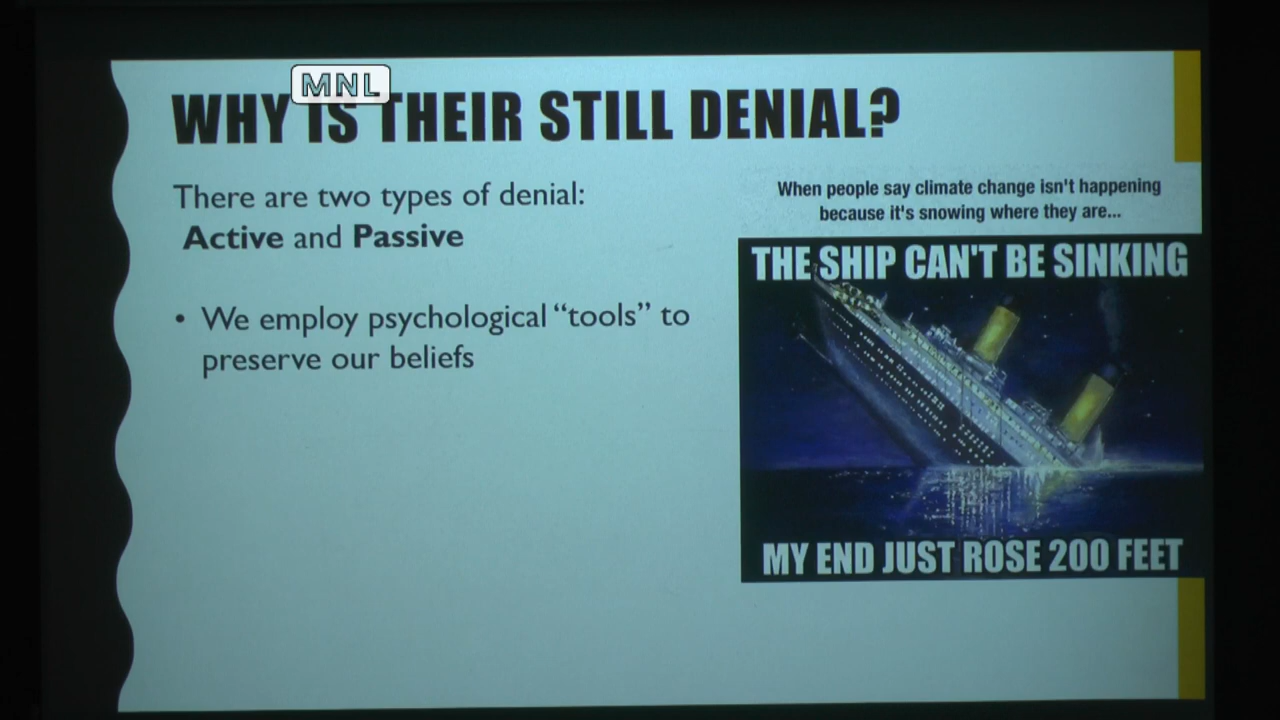 MNL
WHY IS THEIR STILL DENIAL?
There are two types of denial:
Active and Passive
• We employ psychological “tools” to
preserve our beliefs
When people say climate change isn't happening
because it's snowing where they are...
THE SHIP CAN'T BE SINKING
MY END JUST ROSE 200 FEET